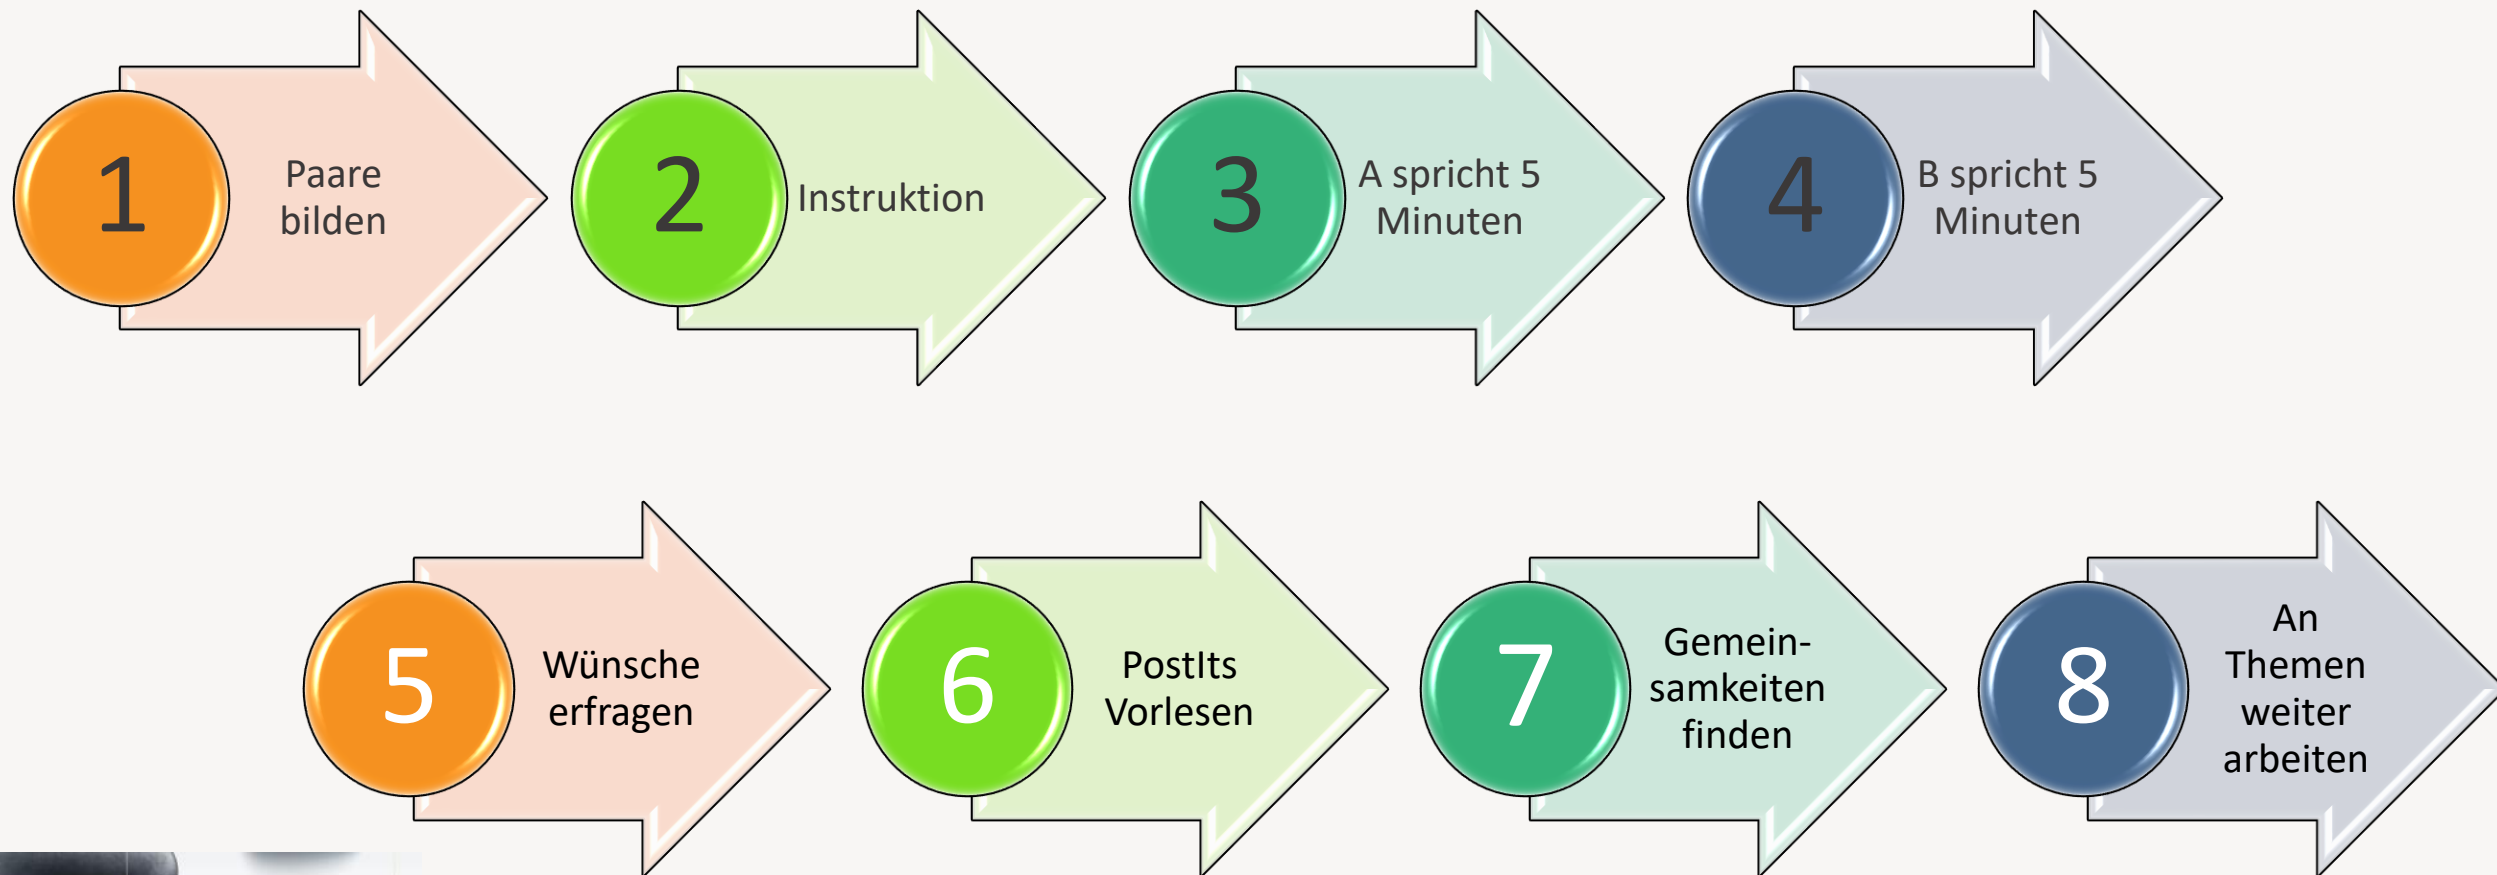 1
Paare
bilden
2
Instruktion
3
A spricht 5
Minuten
4
B spricht 5
Minuten
5
Wünsche
erfragen
6
PostIts
Vorlesen
7
Gemein-
samkeiten
finden
8
An
Themen
weiter
arbeiten